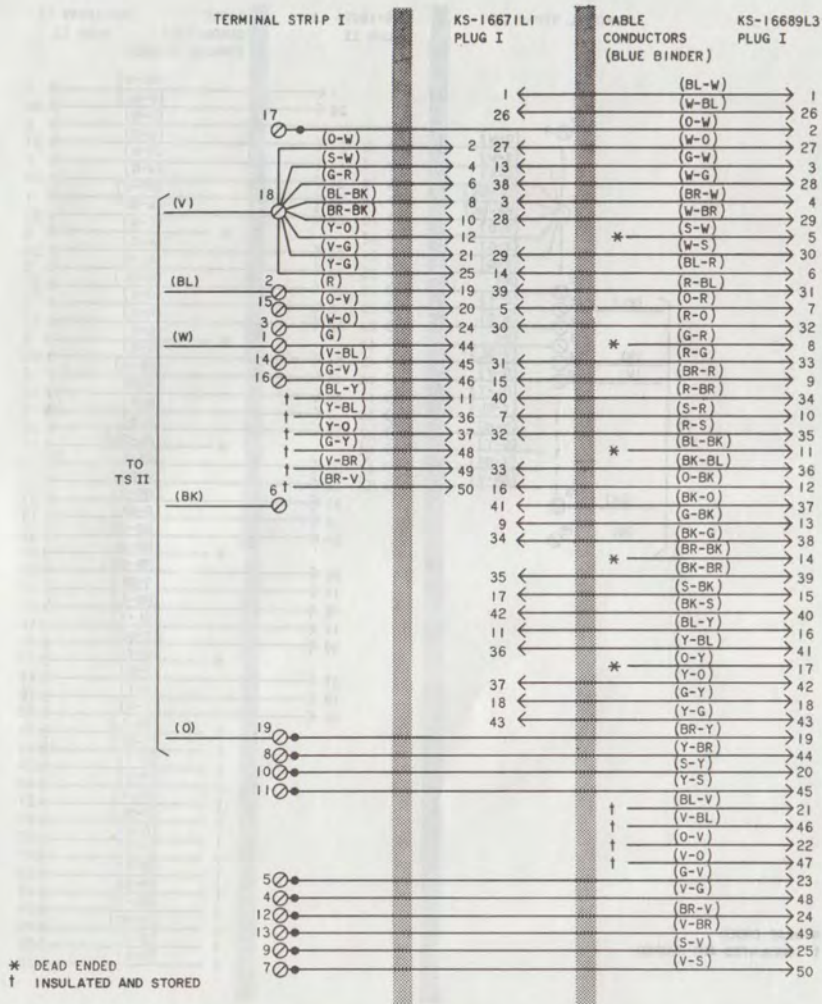 TERMINAL STRIP I KS-16671L1 PLUG I CABLE CONDUCTORS (BLUE BINDER) KS-16689L3 PLUG I
1 (BL-W) 1
26 (W-BL) 26
17 (O-W) 2
(O-W) 2 27 (W-O) 27
(S-W) 4 13 (G-W) 3
(G-R) 6 38 (W-G) 28
(BL-BK) 8 3 (BR-W) 4
(V) 18 (BR-BK) 10 28 (W-BR) 29
(Y-O) 12 * (S-W) 5
(V-G) 21 29 (W-S) 30
(Y-G) 25 14 (BL-R) 6
(BL) 2 (R) 19 39 (R-BL) 31
15 (O-V) 20 5 (O-R) 7
3 (W-O) 24 30 (R-O) 32
(W) 1 (G) 44 * (G-R) 8
14 (V-BL) 45 31 (R-G) 33
16 (G-V) 46 15 (BR-R) 9
† (BL-Y) 11 40 (R-BR) 34
† (Y-BL) 36 7 (S-R) 10
† (Y-O) 37 32 (R-S) 35
† (G-Y) 48 * (BL-BK) 11
TO TS II
† (V-BR) 49 33 (BK-BL) 36
† (BR-V) 50 16 (O-BK) 12
(BK) 6 41 (BK-O) 37
9 (G-BK) 13
34 (BK-G) 38
* (BR-BK) 14
35 (BK-BR) 39
17 (S-BK) 15
42 (BK-S) 40
11 (BL-Y) 16
36 (Y-BL) 41
* (O-Y) 17
37 (Y-O) 42
18 (G-Y) 18
43 (Y-G) 43
(O) 19 (BR-Y) 19
8 (Y-BR) 44
10 (S-Y) 20
11 (Y-S) 45
† (BL-V) 21
† (V-BL) 46
† (O-V) 22
† (V-O) 47
5 (G-V) 23
4 (V-G) 48
12 (BR-V) 24
13 (V-BR) 49
9 (S-V) 25
7 (V-S) 50
* DEAD ENDED
† INSULATED AND STORED